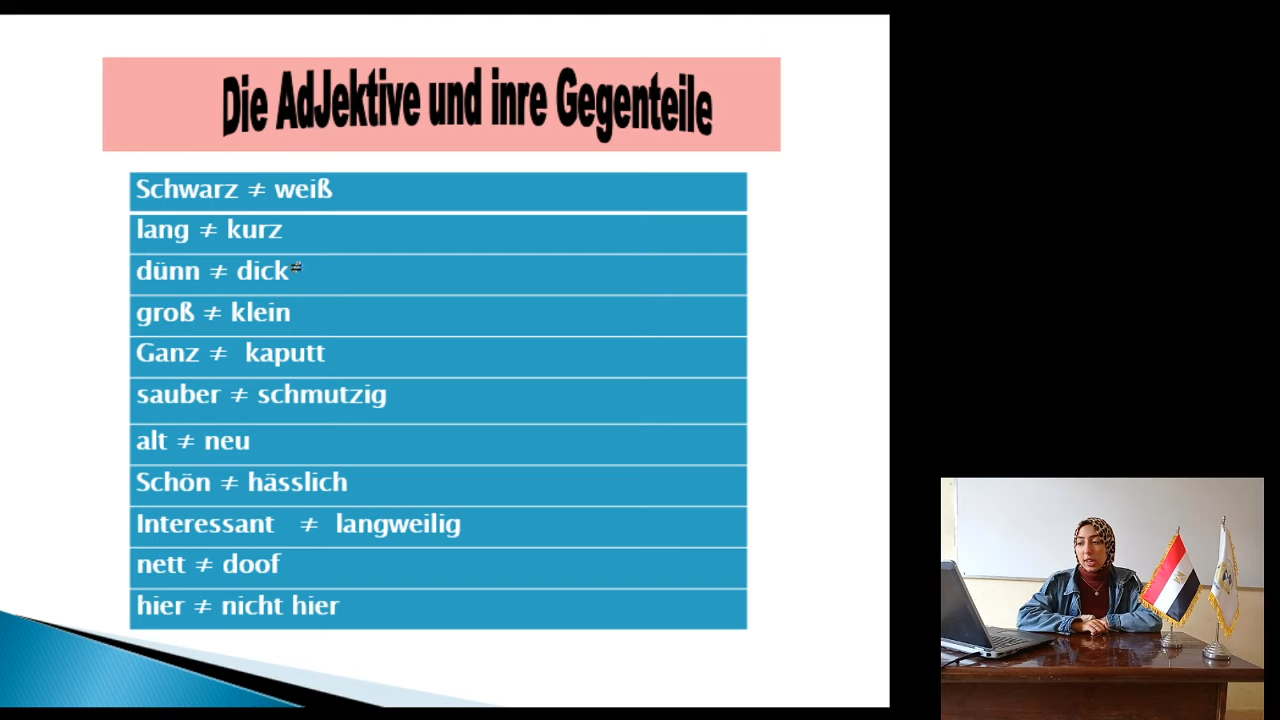 Die AdJektive und inre Gegenteile
Schwarz ≠ weiß
lang ≠ kurz
dünn ≠ dick≠
groß ≠ klein
Ganz ≠ kaputt
sauber ≠ schmutzig
alt ≠ neu
Schön ≠ hässlich
Interessant ≠ langweilig
nett ≠ doof
hier ≠ nicht hier